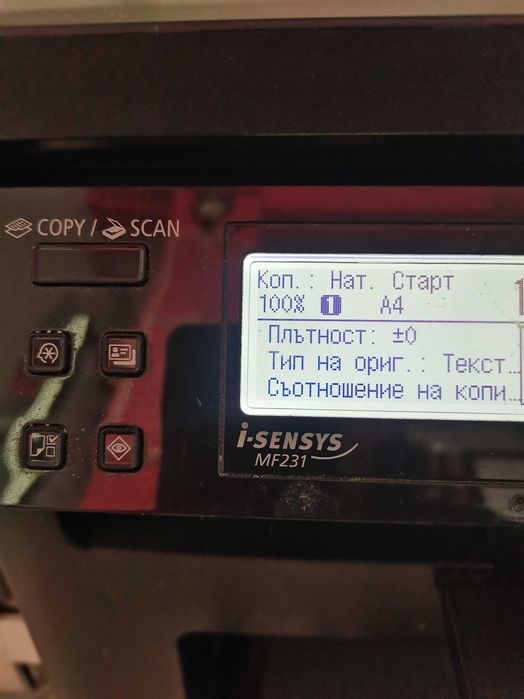 COPY / SCAN
Коп. : Нат. Старт
100% 1 A4
Плътност: ±0
Тип на ориг. : Текст...
Съотношение на копи...
i-SENSYS
MF231